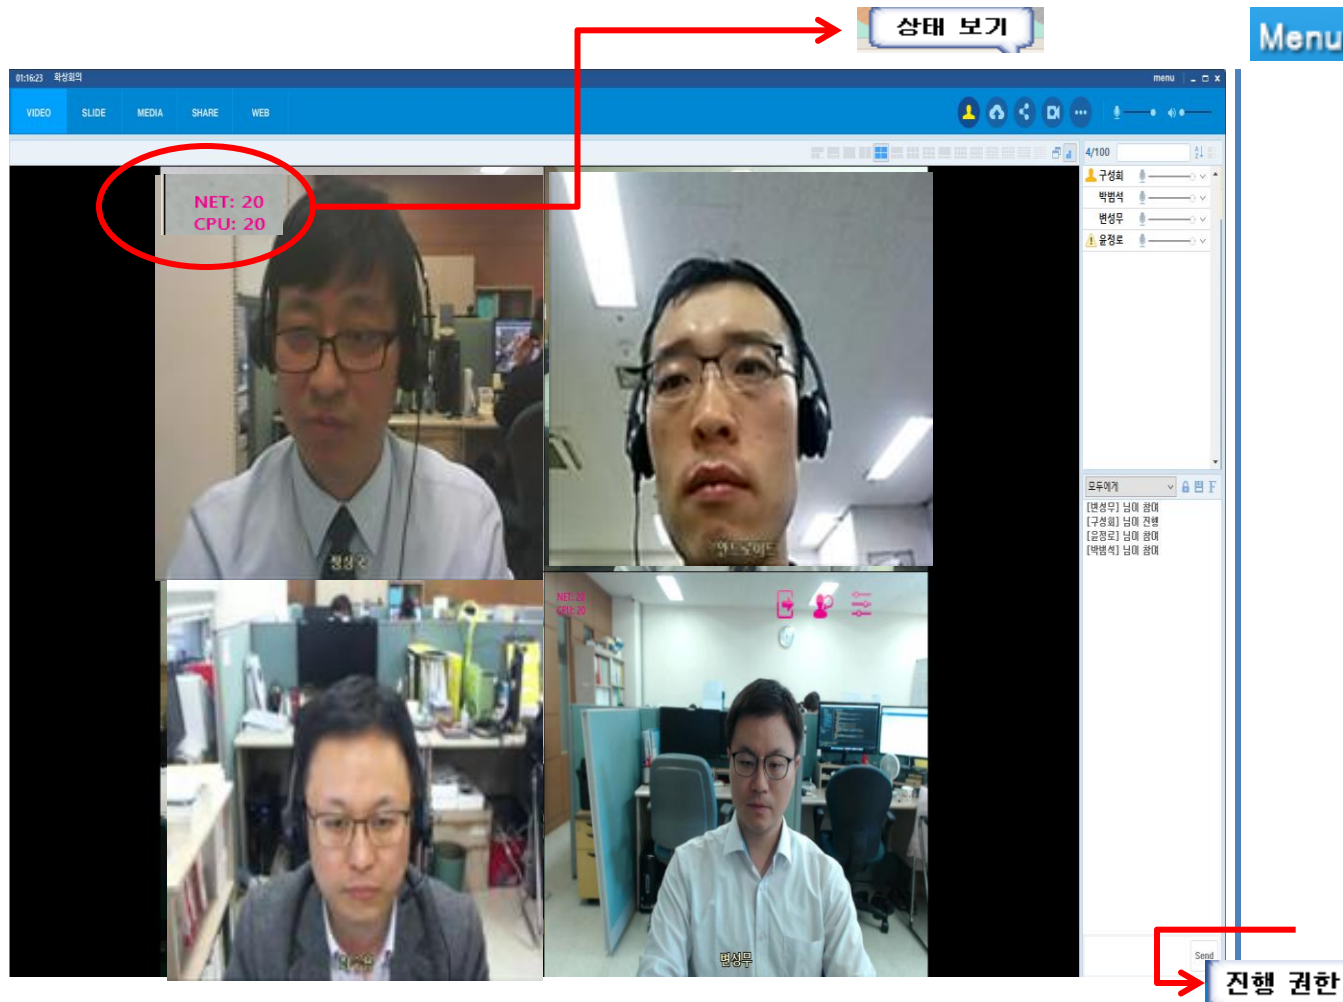 상태 보기
Menu
01:16:23 화상회의
menu
VIDEO SLIDE MEDIA SHARE WEB
4/100
NET: 20
CPU: 20
구성회
박범석
변성무
윤정로
모두에게
[변성무] 님이 참여
[구성회] 님이 진행
[윤정로] 님이 참여
[박범석] 님이 참여
NET: 20
CPU: 20
변성무
Send
진행 권한